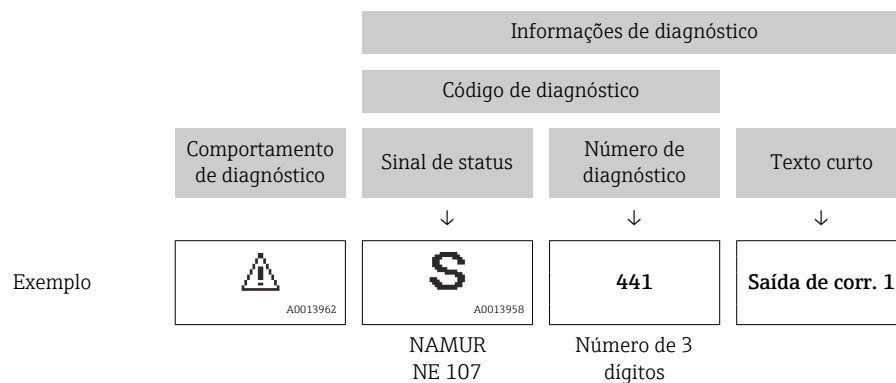 Informações de diagnóstico
Código de diagnóstico
Comportamento
de diagnóstico
Sinal de status
Número de
diagnóstico
Texto curto
↓ ↓ ↓
Exemplo
A0013962
S
A0013958
441
Saída de corr. 1
NAMUR
NE 107
Número de 3
dígitos